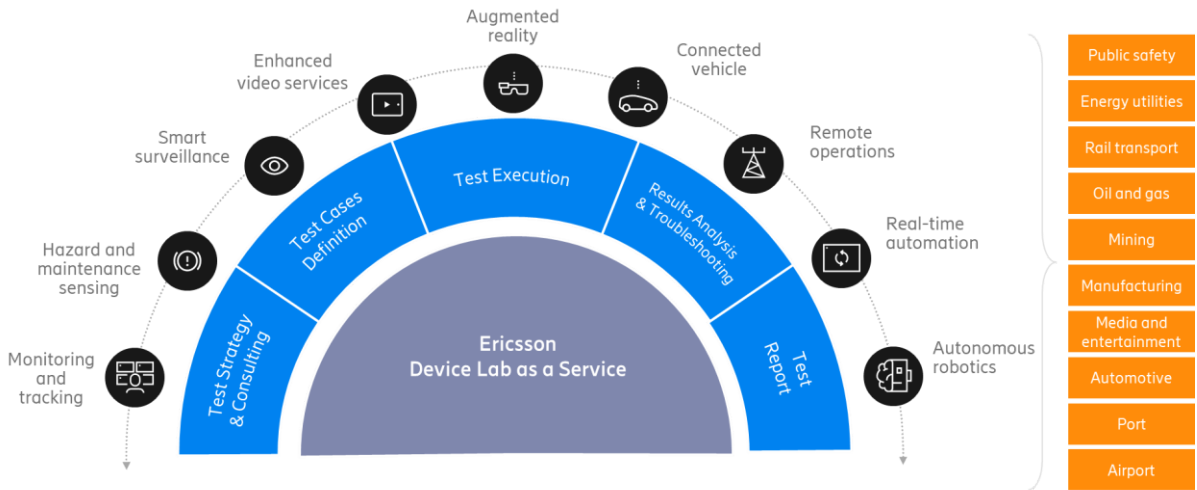 Monitoring
and
tracking
Hazard and
maintenance
sensing
Smart
surveillance
Enhanced
video services
Augmented
reality
Connected
vehicle
Remote
operations
Real-time
automation
Autonomous
robotics
Test Strategy
& Consulting
Test Cases
Definition
Test Execution
Results Analysis
& Troubleshooting
Test
Report
Ericsson
Device Lab as a Service
Public safety
Energy utilities
Rail transport
Oil and gas
Mining
Manufacturing
Media and
entertainment
Automotive
Port
Airport